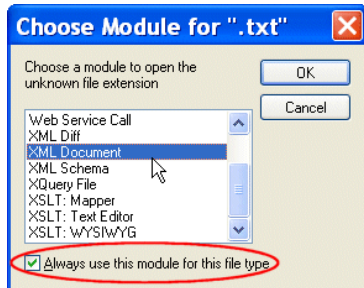 Choose Module for ".txt"
Choose a module to open the
unknown file extension
OK
Cancel
Web Service Call
XML Diff
XML Document
XML Schema
XQuery File
XSLT: Mapper
XSLT: Text Editor
XSLT: WYSIWYG
Always use this module for this file type